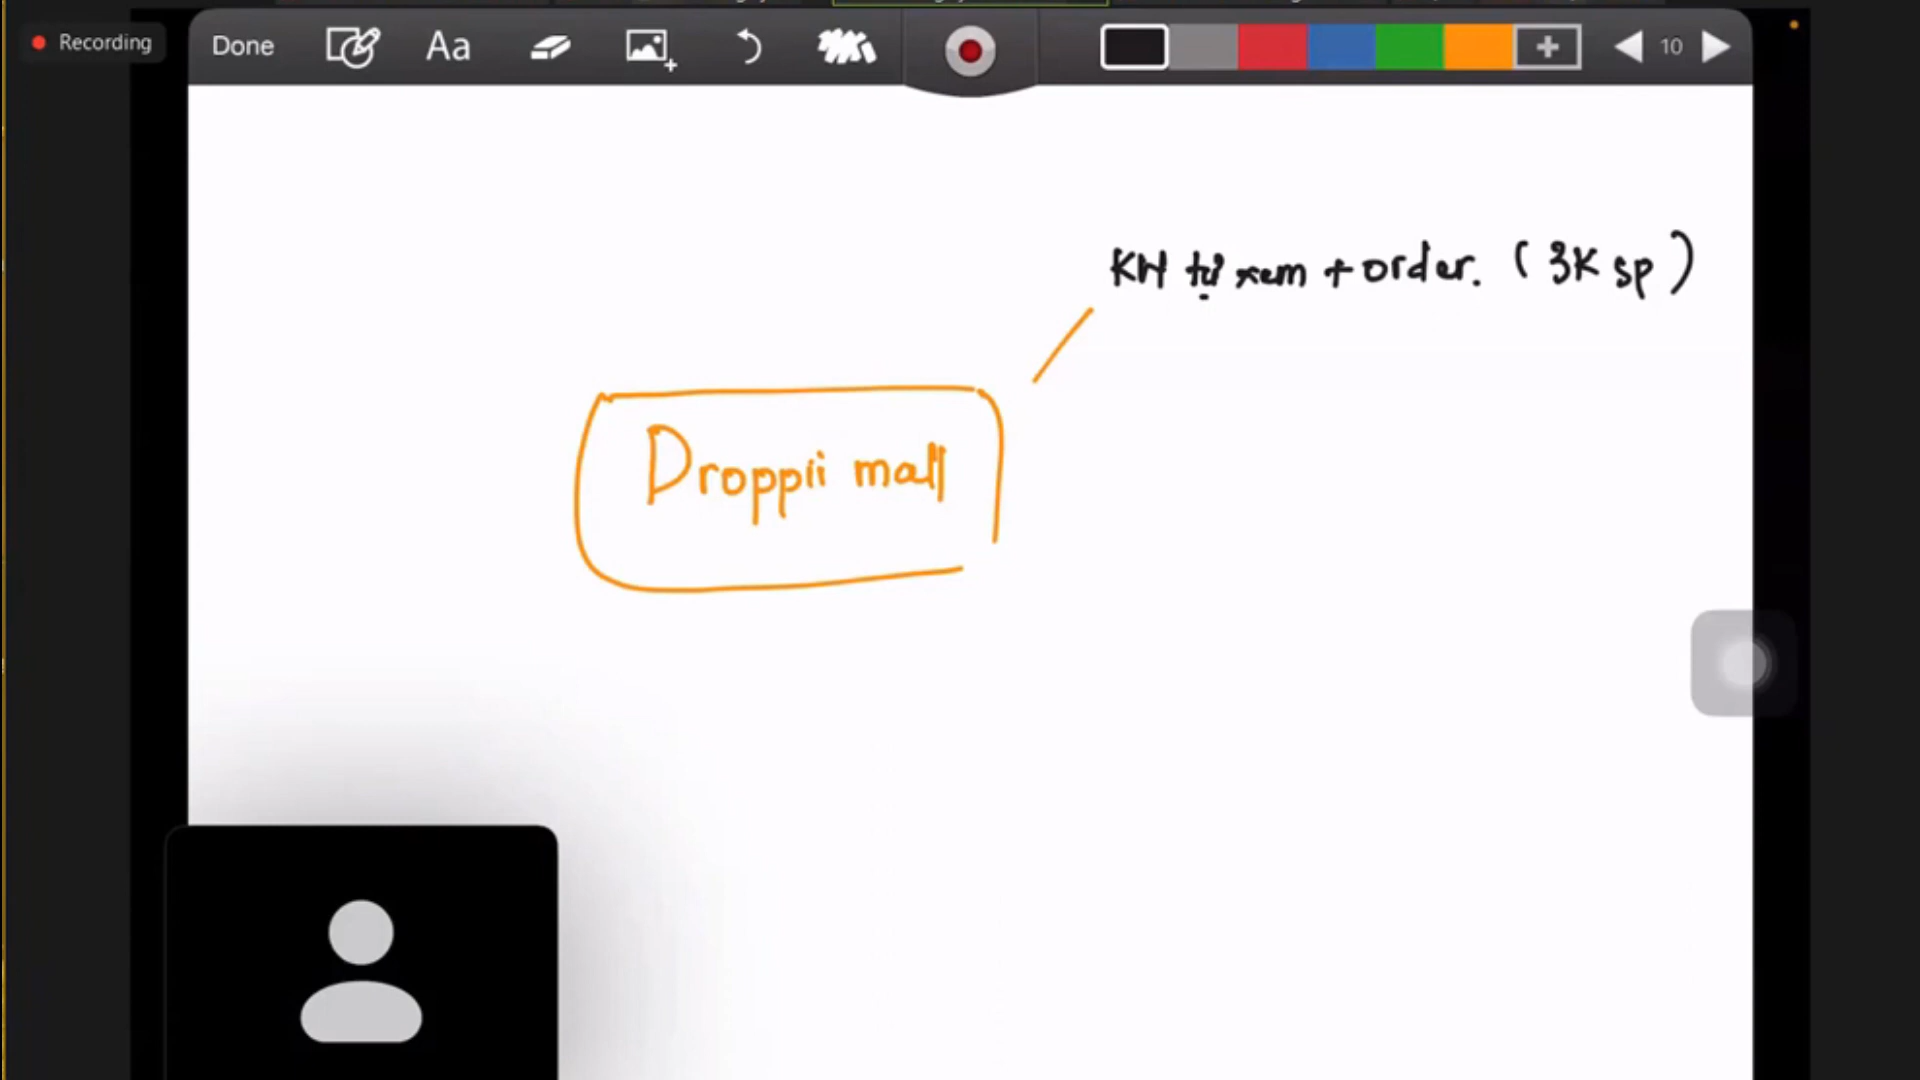 Recording
Done
Aa
10
KH tự xem + order. (3K sp)
Droppii mall